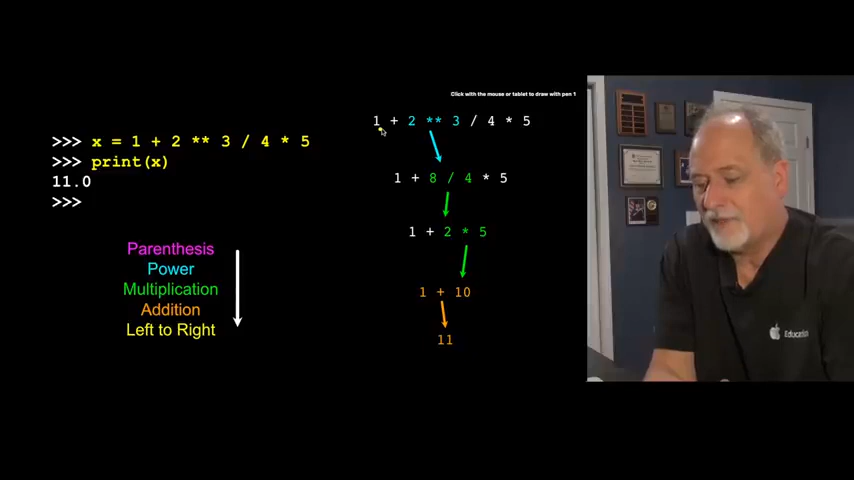 Click with the mouse or tablet to draw with pen 1
>>> x = 1 + 2 ** 3 / 4 * 5
>>> print(x)
11.0
>>>
Parenthesis
Power
Multiplication
Addition
Left to Right
1 + 2 ** 3 / 4 * 5
1 + 8 / 4 * 5
1 + 2 * 5
1 + 10
11
Education